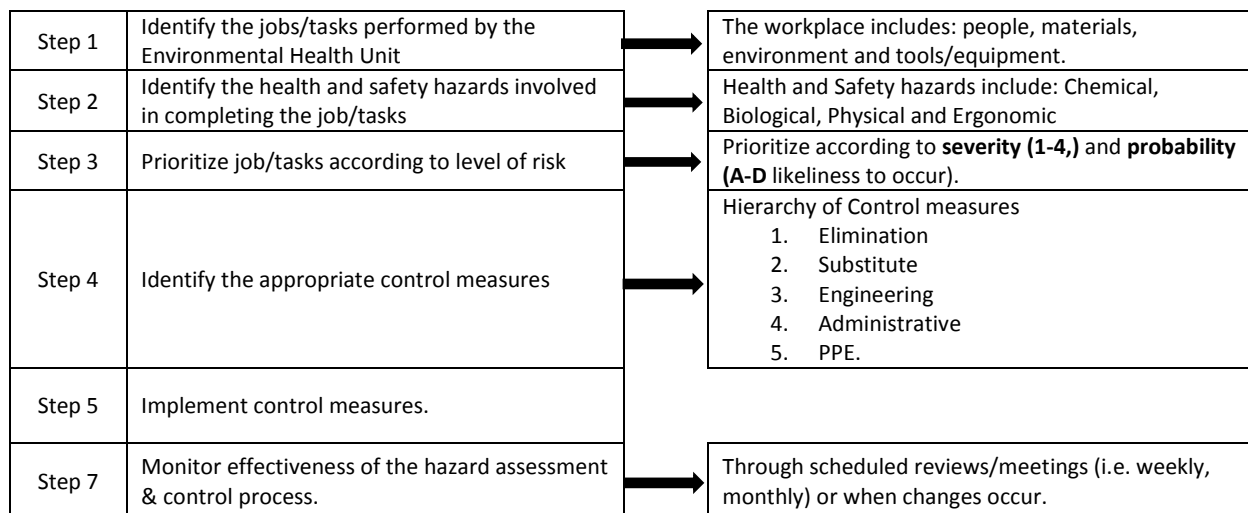 Step 1
Identify the jobs/tasks performed by the
Environmental Health Unit
The workplace includes: people, materials,
environment and tools/equipment.
Step 2
Identify the health and safety hazards involved
in completing the job/tasks
Health and Safety hazards include: Chemical,
Biological, Physical and Ergonomic
Step 3
Prioritize job/tasks according to level of risk
Prioritize according to severity (1-4,) and probability
(A-D likeliness to occur).
Step 4
Identify the appropriate control measures
Hierarchy of Control measures
1. Elimination
2. Substitute
3. Engineering
4. Administrative
5. PPE.
Step 5
Implement control measures.
Step 7
Monitor effectiveness of the hazard assessment
& control process.
Through scheduled reviews/meetings (i.e. weekly,
monthly) or when changes occur.